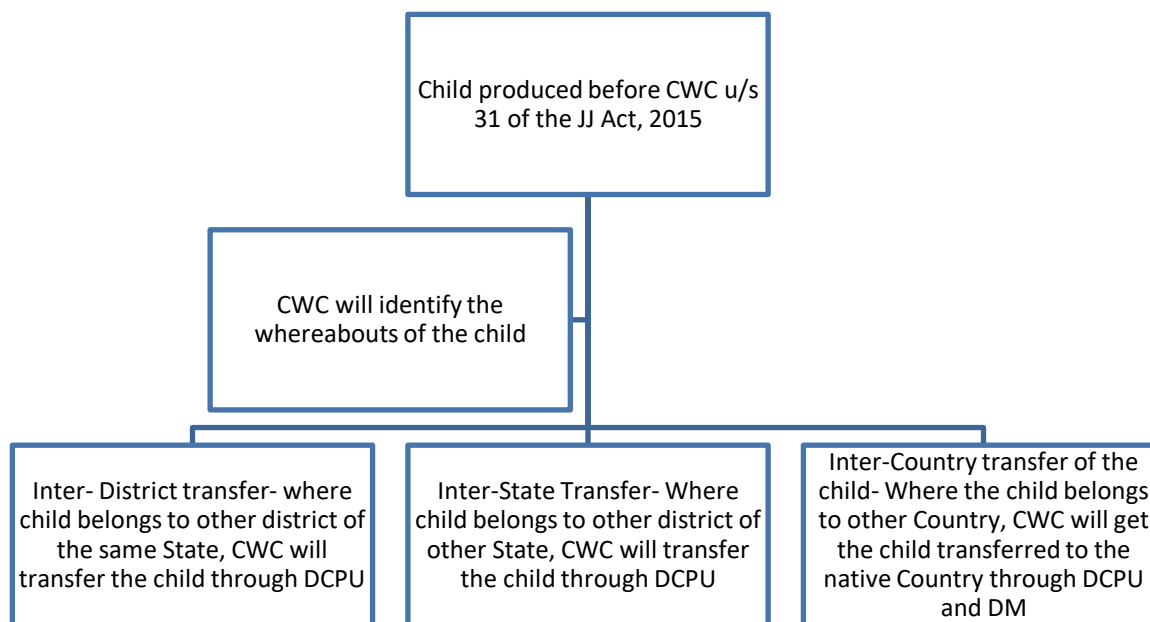 Child produced before CWC u/s
31 of the JJ Act, 2015
CWC will identify the
whereabouts of the child
Inter- District transfer- where
child belongs to other district of
the same State, CWC will
transfer the child through DCPU
Inter-State Transfer- Where
child belongs to other district of
other State, CWC will transfer
the child through DCPU
Inter-Country transfer of the
child- Where the child belongs
to other Country, CWC will get
the child transferred to the
native Country through DCPU
and DM